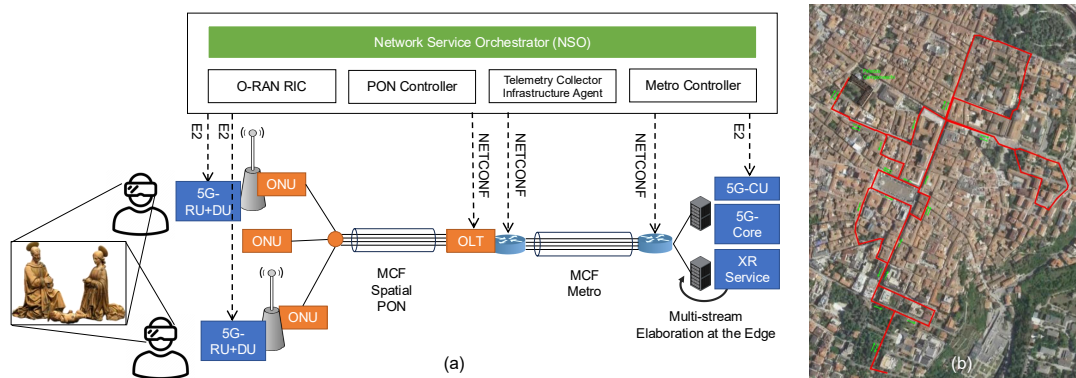 Network Service Orchestrator (NSO)
O-RAN RIC
PON Controller
Telemetry Collector
Infrastructure Agent
Metro Controller
E2
E2
NETCONF
NETCONF
NETCONF
E2
5G-
RU+DU
ONU
ONU
ONU
5G-
RU+DU
OLT
MCF
Spatial
PON
MCF
Metro
5G-CU
5G-
Core
XR
Service
Multi-stream
Elaboration at the Edge
(a)
(b)